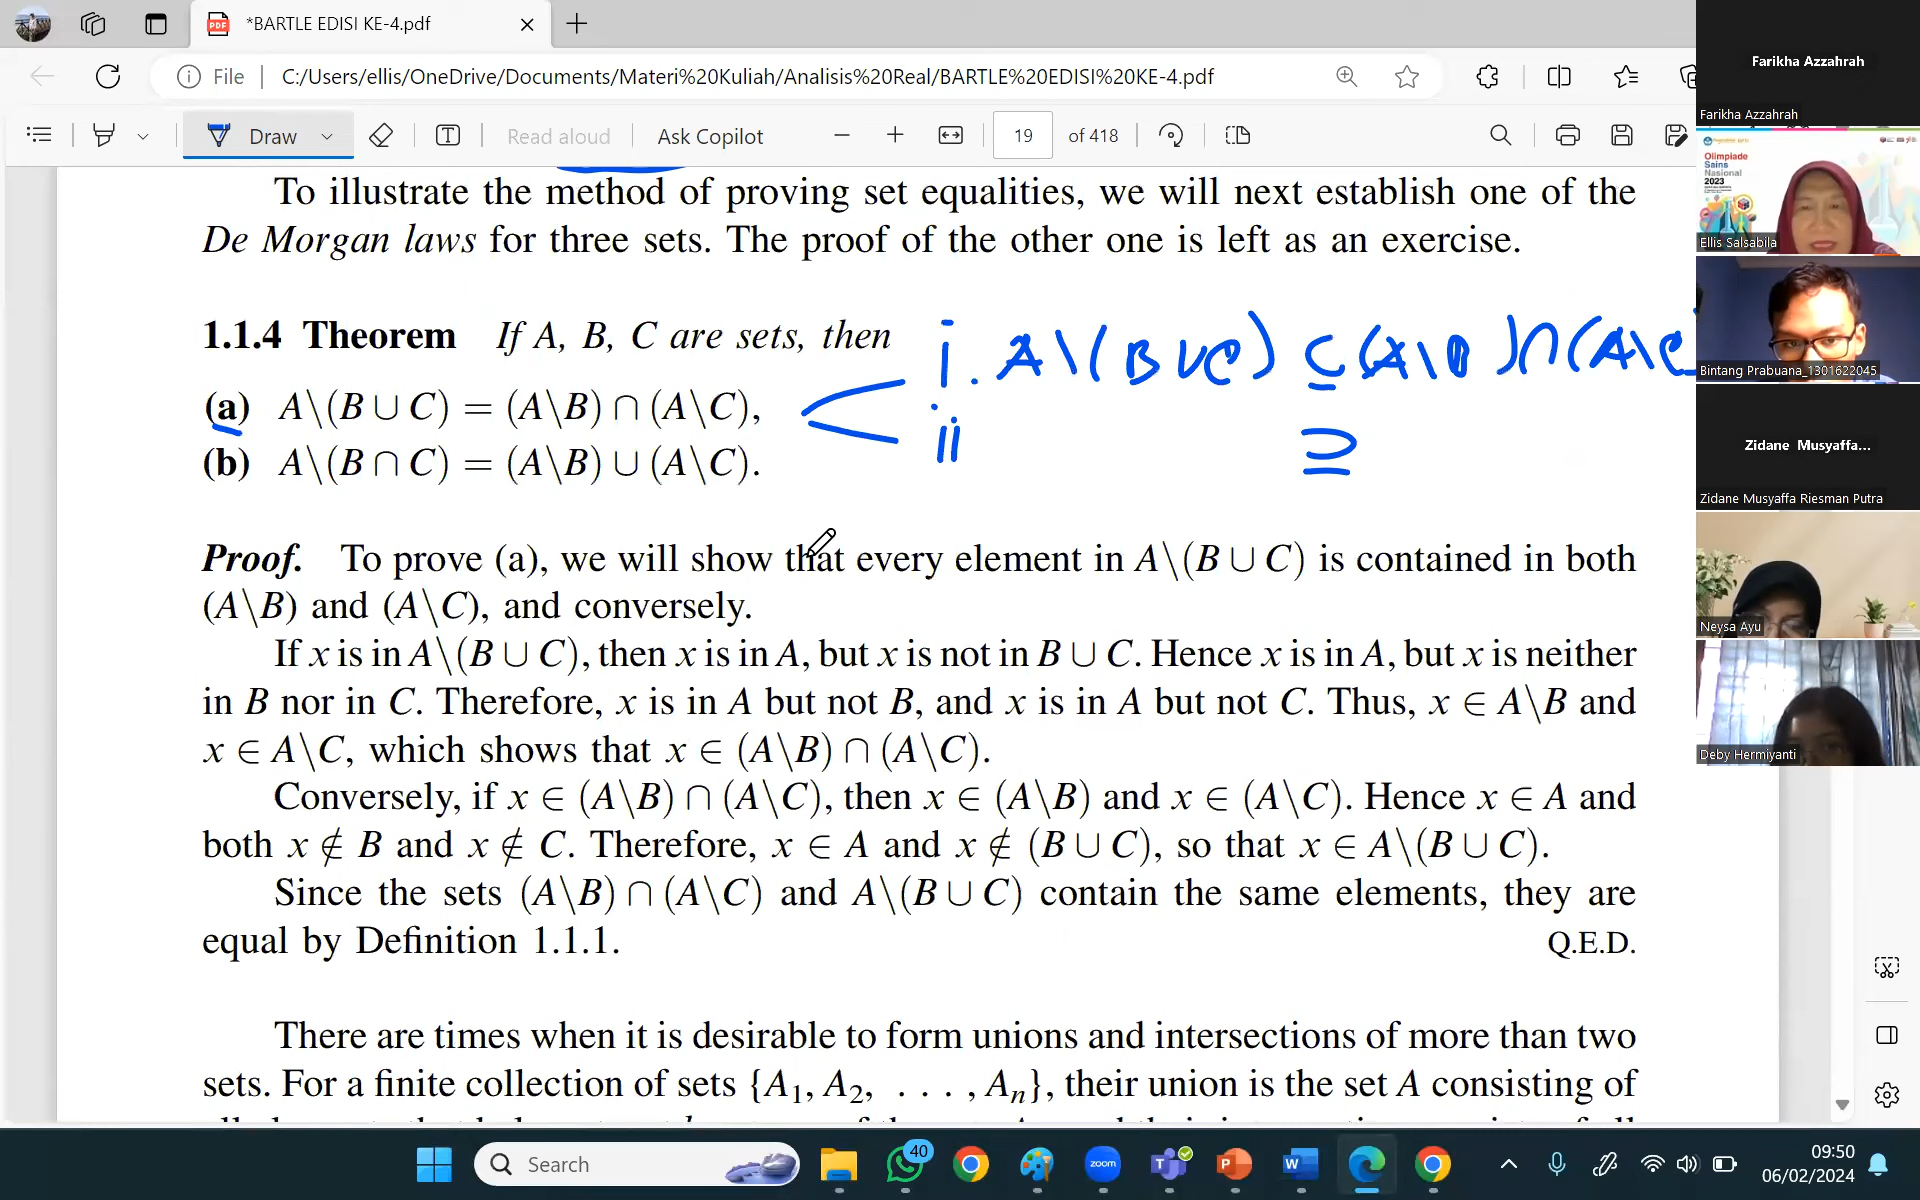 *BARTLE EDISI KE-4.pdf
File
C:/Users/ellis/OneDrive/Documents/Materi%20Kuliah/Analisis%20Real/BARTLE%20EDISI%20KE-4.pdf
Draw
Read aloud
Ask Copilot
19 of 418
To illustrate the method of proving set equalities, we will next establish one of the
De Morgan laws for three sets. The proof of the other one is left as an exercise.
1.1.4 Theorem If A, B, C are sets, then
i. A\(B∪C) ⊆ (A\B)∩(A\C
(a) A\(B ∪ C) = (A\B) ∩ (A\C),
ii ⊇
(b) A\(B ∩ C) = (A\B) ∪ (A\C).
Proof. To prove (a), we will show that every element in A\(B ∪ C) is contained in both
(A\B) and (A\C), and conversely.
If x is in A\(B ∪ C), then x is in A, but x is not in B ∪ C. Hence x is in A, but x is neither
in B nor in C. Therefore, x is in A but not B, and x is in A but not C. Thus, x ∈ A\B and
x ∈ A\C, which shows that x ∈ (A\B) ∩ (A\C).
Conversely, if x ∈ (A\B) ∩ (A\C), then x ∈ (A\B) and x ∈ (A\C). Hence x ∈ A and
both x ∉ B and x ∉ C. Therefore, x ∈ A and x ∉ (B ∪ C), so that x ∈ A\(B ∪ C).
Since the sets (A\B) ∩ (A\C) and A\(B ∪ C) contain the same elements, they are
equal by Definition 1.1.1. Q.E.D.
There are times when it is desirable to form unions and intersections of more than two
sets. For a finite collection of sets {A₁, A₂, . . . , Aₙ}, their union is the set A consisting of
Farikha Azzahrah
Farikha Azzahrah
Olimpiade
Sains
Nasional
2023
Ellis Salsabila
Bintang Prabuana_1301622045
Zidane Musyaffa...
Zidane Musyaffa Riesman Putra
Neysa Ayu
Deby Hermiyanti
Search
40
zoom
09:50
06/02/2024